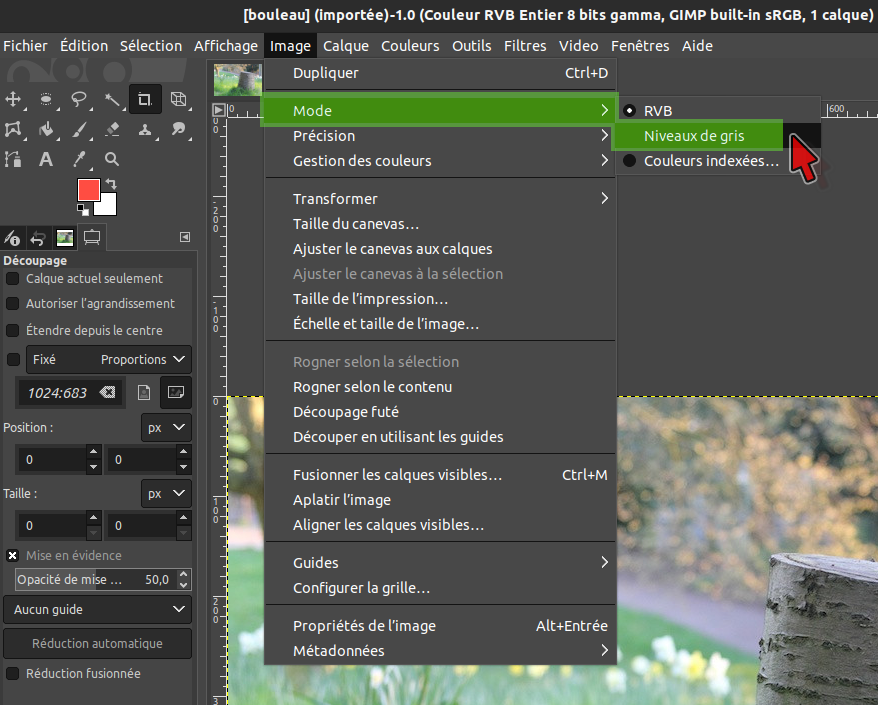 [bouleau] (importée)-1.0 (Couleur RVB Entier 8 bits gamma, GIMP built-in sRGB, 1 calque)
Fichier Édition Sélection Affichage Image Calque Couleurs Outils Filtres Video Fenêtres Aide
Dupliquer Ctrl+D
Mode
Précision
Gestion des couleurs
Transformer
Taille du canevas…
Ajuster le canevas aux calques
Ajuster le canevas à la sélection
Taille de l'impression…
Échelle et taille de l'image…
Rogner selon la sélection
Rogner selon le contenu
Découpage futé
Découper en utilisant les guides
Fusionner les calques visibles… Ctrl+M
Aplatir l'image
Aligner les calques visibles…
Guides
Configurer la grille…
Propriétés de l'image Alt+Entrée
Métadonnées
RVB
Niveaux de gris
Couleurs indexées…
Découpage
Calque actuel seulement
Autoriser l'agrandissement
Étendre depuis le centre
Fixé Proportions
1024:683
Position : px
0 0
Taille : px
0 0
Mise en évidence
Opacité de mise … 50,0
Aucun guide
Réduction automatique
Réduction fusionnée
0
600
-200
-100
0
100
200
3